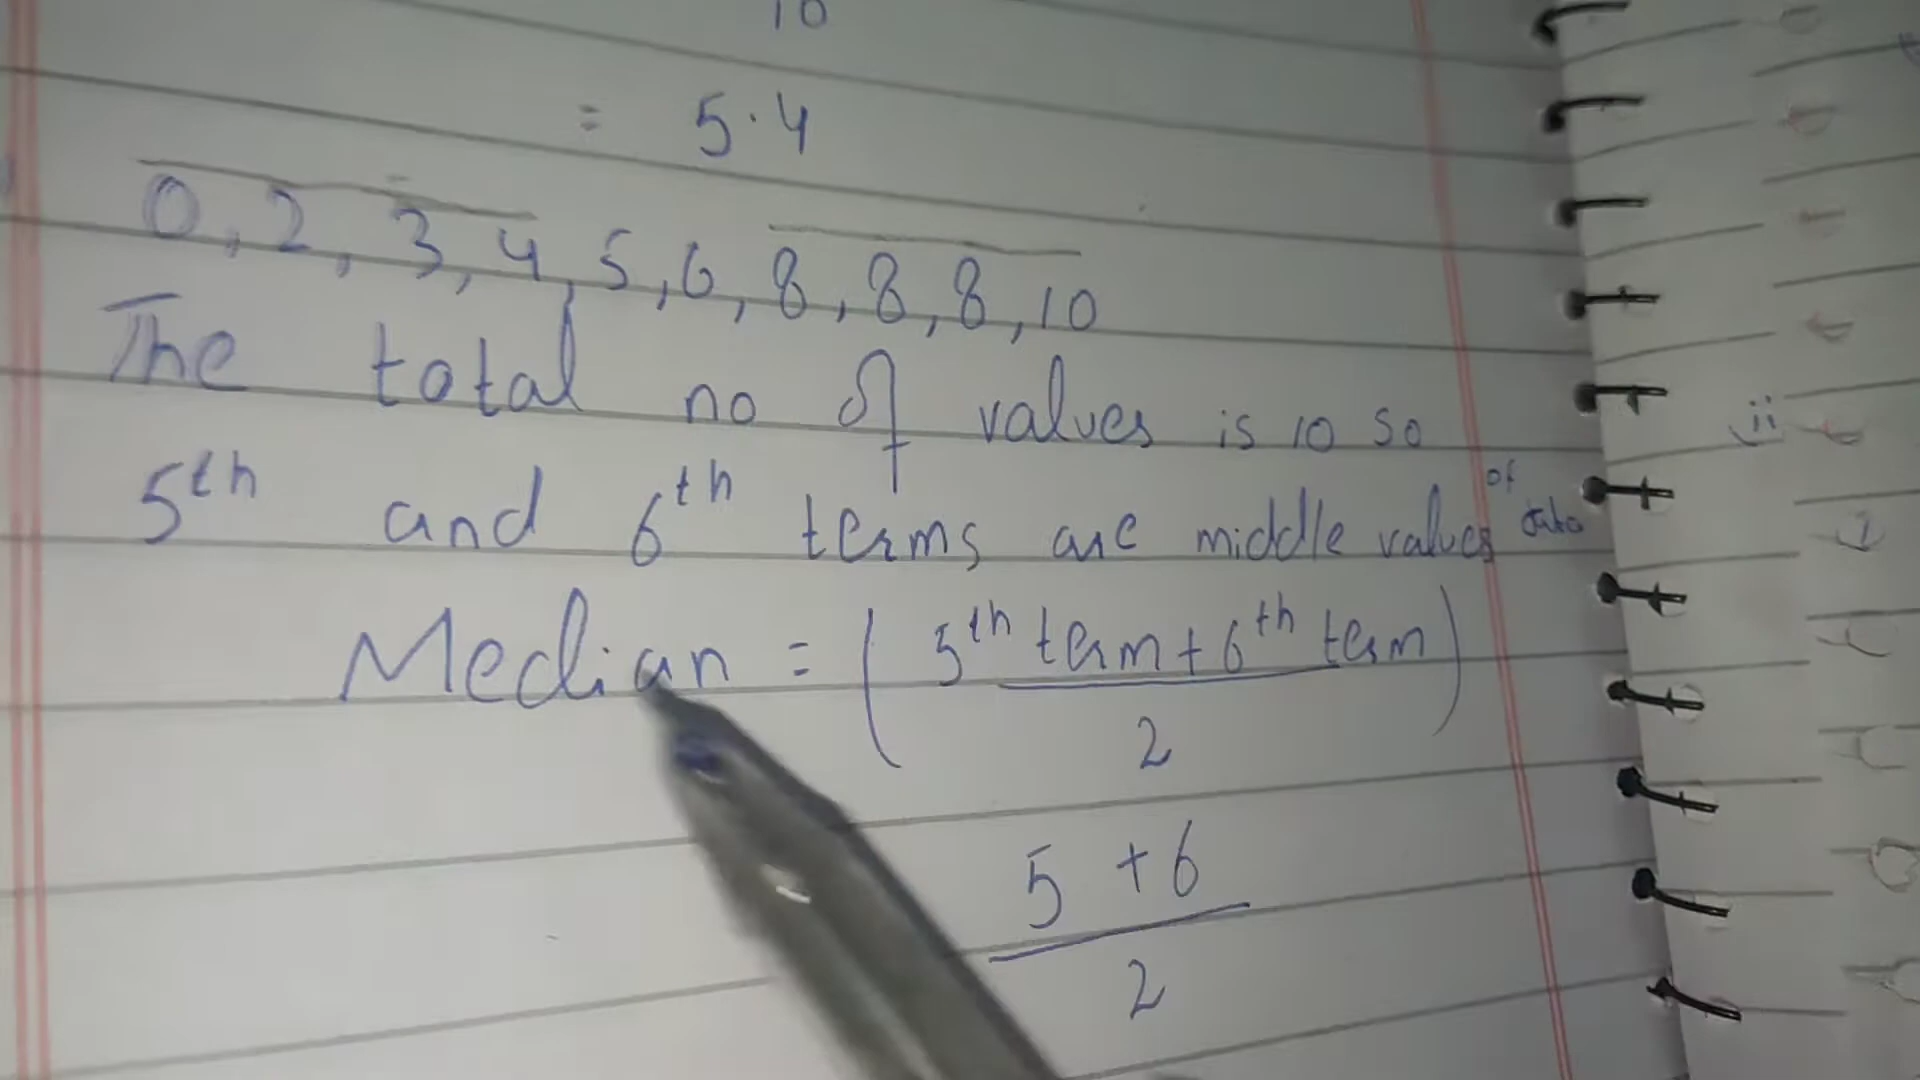 10
= 5.4
0, 2, 3, 4, 5, 6, 8, 8, 8, 10
The total no of values is 10 so
5th and 6th terms are middle values of data
Median = ( 5th term + 6th term )
2
5 + 6
2
ii